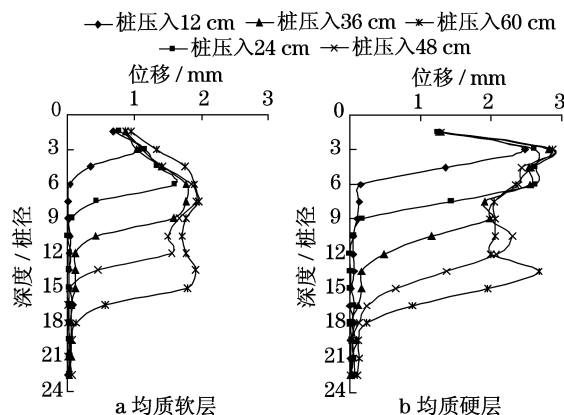 桩压入12 cm 桩压入36 cm 桩压入60 cm
桩压入24 cm 桩压入48 cm
位移 / mm 位移 / mm
0 1 2 3 0 1 2 3
3 3
6 6
9 9
12 12
15 15
18 18
21 21
24 24
深度 / 桩径 深度 / 桩径
a 均质软层 b 均质硬层